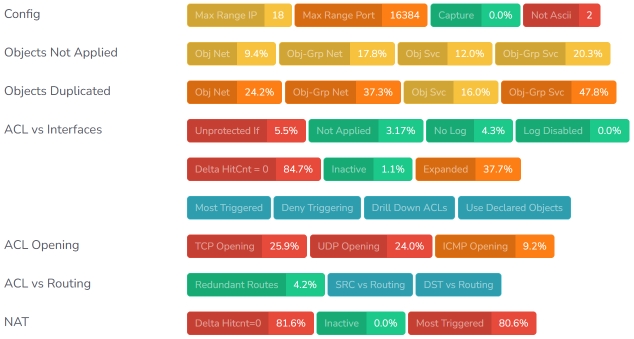 Config Max Range IP 18 Max Range Port 16384 Capture 0.0% Not Ascii 2
Objects Not Applied Obj Net 9.4% Obj-Grp Net 17.8% Obj Svc 12.0% Obj-Grp Svc 20.3%
Objects Duplicated Obj Net 24.2% Obj-Grp Net 37.3% Obj Svc 16.0% Obj-Grp Svc 47.8%
ACL vs Interfaces Unprotected If 5.5% Not Applied 3.17% No Log 4.3% Log Disabled 0.0%
Delta HitCnt = 0 84.7% Inactive 1.1% Expanded 37.7%
Most Triggered Deny Triggering Drill Down ACLs Use Declared Objects
ACL Opening TCP Opening 25.9% UDP Opening 24.0% ICMP Opening 9.2%
ACL vs Routing Redundant Routes 4.2% SRC vs Routing DST vs Routing
NAT Delta Hitcnt=0 81.6% Inactive 0.0% Most Triggered 80.6%